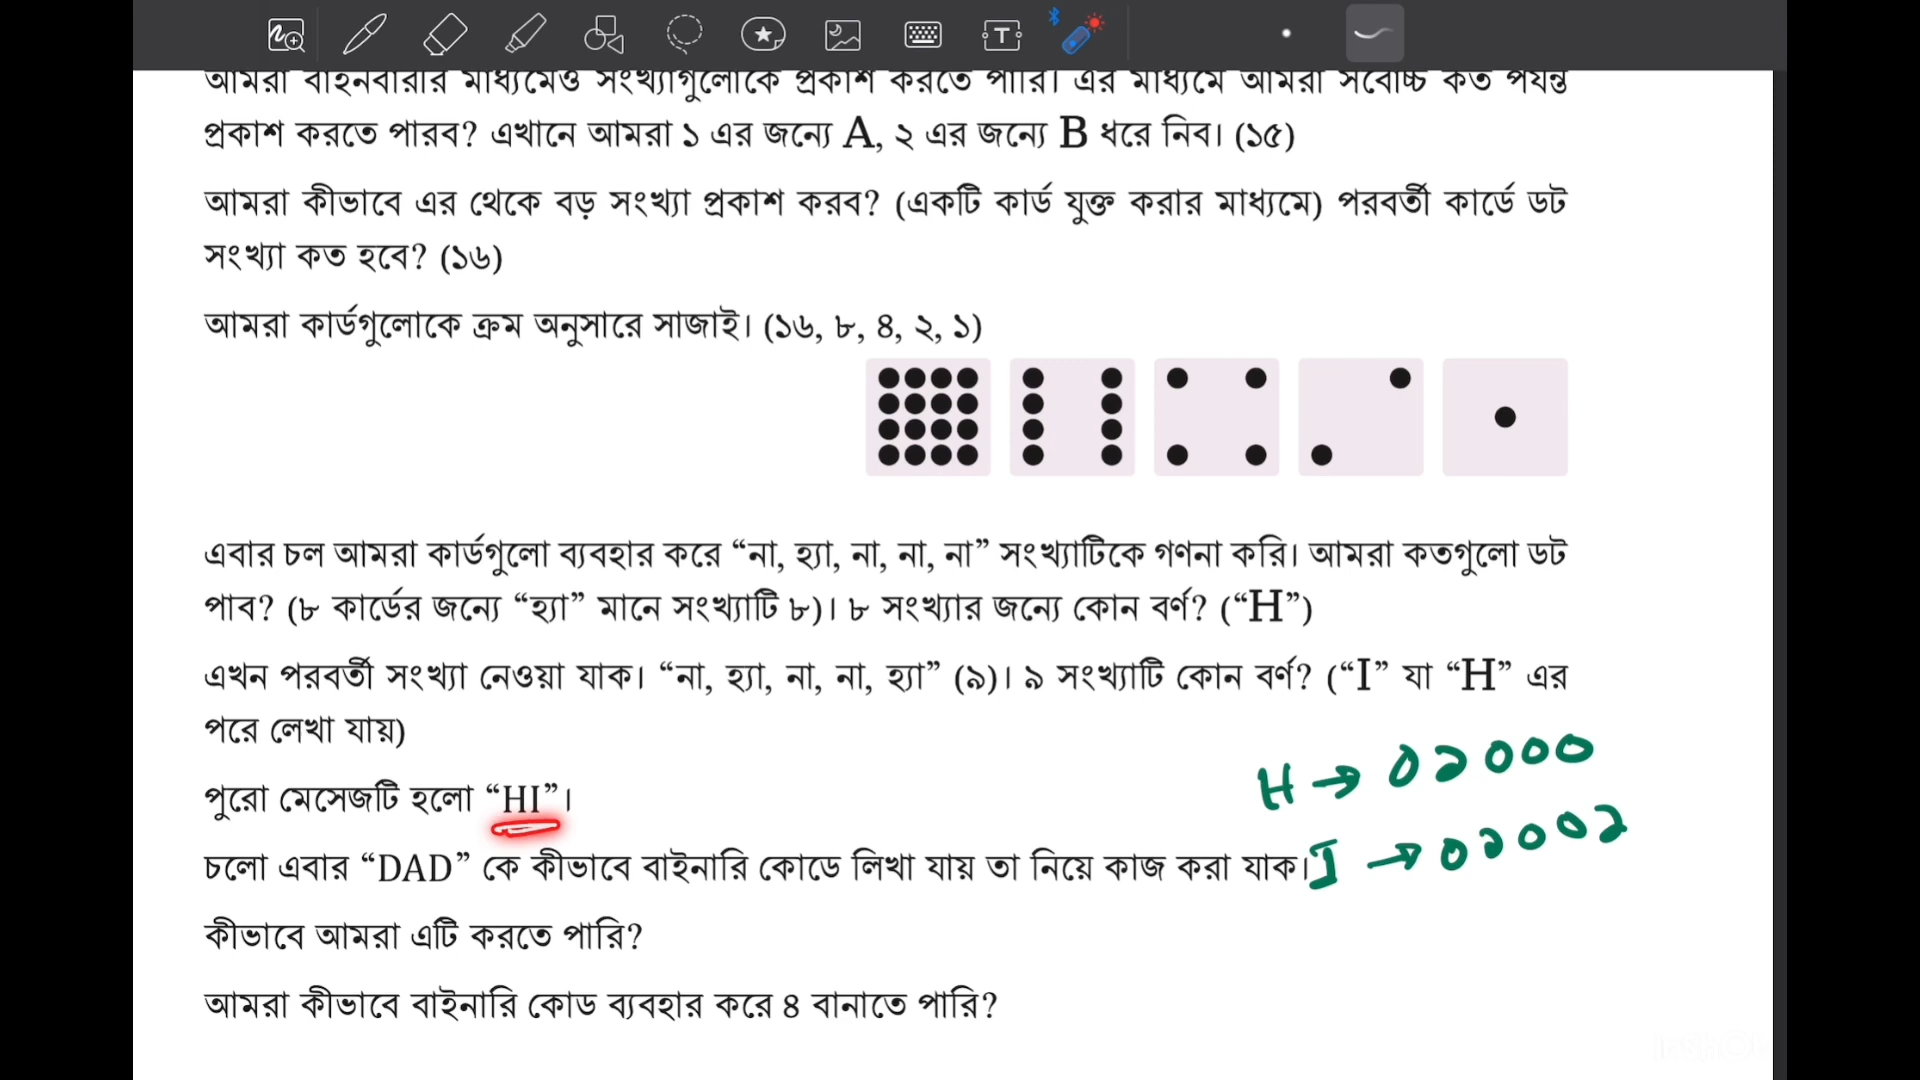 আমরা বাইনারির মাধ্যমেও সংখ্যাগুলোকে প্রকাশ করতে পারি। এর মাধ্যমে আমরা সর্বোচ্চ কত পর্যন্ত
প্রকাশ করতে পারব? এখানে আমরা ১ এর জন্যে A, ২ এর জন্যে B ধরে নিব। (১৫)
আমরা কীভাবে এর থেকে বড় সংখ্যা প্রকাশ করব? (একটি কার্ড যুক্ত করার মাধ্যমে) পরবর্তী কার্ডে ডট
সংখ্যা কত হবে? (১৬)
আমরা কার্ডগুলোকে ক্রম অনুসারে সাজাই। (১৬, ৮, ৪, ২, ১)
এবার চল আমরা কার্ডগুলো ব্যবহার করে “না, হ্যা, না, না, না” সংখ্যাটিকে গণনা করি। আমরা কতগুলো ডট
পাব? (৮ কার্ডের জন্যে “হ্যা” মানে সংখ্যাটি ৮)। ৮ সংখ্যার জন্যে কোন বর্ণ? (“H”)
এখন পরবর্তী সংখ্যা নেওয়া যাক। “না, হ্যা, না, না, হ্যা” (৯)। ৯ সংখ্যাটি কোন বর্ণ? (“I” যা “H” এর
পরে লেখা যায়)
H → ০১০০০
পুরো মেসেজটি হলো “HI”।
চলো এবার “DAD” কে কীভাবে বাইনারি কোডে লিখা যায় তা নিয়ে কাজ করা যাক।
I → ০১০০১
কীভাবে আমরা এটি করতে পারি?
আমরা কীভাবে বাইনারি কোড ব্যবহার করে ৪ বানাতে পারি?